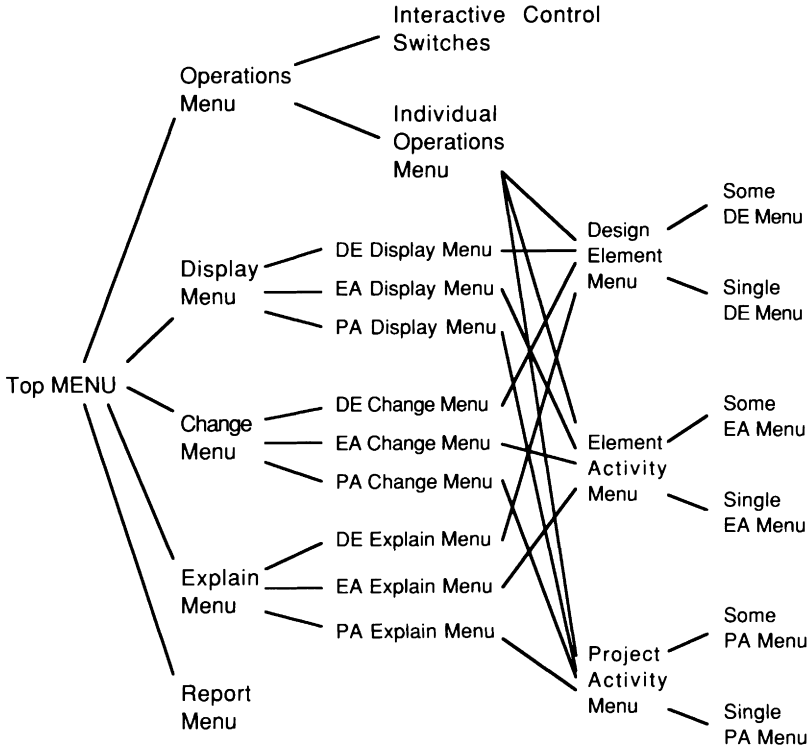 Interactive Control
Switches
Operations
Menu
Individual
Operations
Menu
Some
DE Menu
Design
Element
Menu
DE Display Menu
Display
Menu
EA Display Menu
Single
DE Menu
PA Display Menu
Top MENU
DE Change Menu
Change
Menu
EA Change Menu
PA Change Menu
Some
EA Menu
Element
Activity
Menu
Single
EA Menu
DE Explain Menu
Explain
Menu
EA Explain Menu
PA Explain Menu
Some
PA Menu
Project
Activity
Menu
Report
Menu
Single
PA Menu